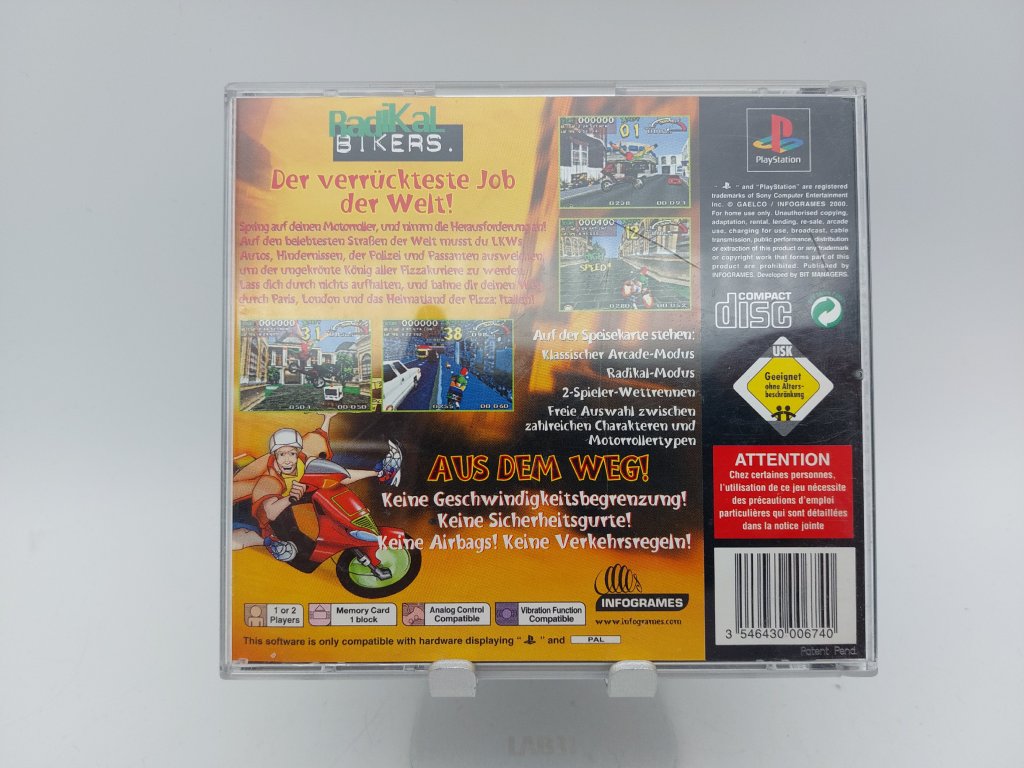 RadiKal
BIKERS.
Der verrückteste Job
der Welt!
Spring auf deinen Motorroller, und nimm die Herausforderung an!
Auf den belebtesten Straßen der Welt musst du LKWs,
Autos, Hindernissen, der Polizei und Passanten ausweichen,
um der ungekrönte König aller Pizzakuriere zu werden.
Lass dich durch nichts aufhalten, und bahne dir deinen Weg
durch Paris, London und das Heimatland der Pizza: Italien!
000000
01
000400
12
SPEED
000000
31
000000
38
Auf der Speisekarte stehen:
Klassischer Arcade-Modus
Radikal-Modus
2-Spieler-Wettrennen
Freie Auswahl zwischen
zahlreichen Charakteren und
Motorrollertypen
AUS DEM WEG!
Keine Geschwindigkeitsbegrenzung!
Keine Sicherheitsgurte!
Keine Airbags! Keine Verkehrsregeln!
1 or 2
Players
Memory Card
1 block
Analog Control
Compatible
Vibration Function
Compatible
INFOGRAMES
www.infogrames.com
This software is only compatible with hardware displaying " " and PAL
PlayStation
" " and "PlayStation" are registered
trademarks of Sony Computer Entertainment
Inc. © GAELCO / INFOGRAMES 2000.
For home use only. Unauthorised copying,
adaptation, rental, lending, re-sale, arcade
use, charging for use, broadcast, cable
transmission, public performance, distribution
or extraction of this product or any trademark
or copyright work that forms part of this
product are prohibited. Published by
INFOGRAMES. Developed by BIT MANAGERS.
COMPACT
disc
USK
Geeignet
ohne Alters-
beschränkung
ATTENTION
Chez certaines personnes,
l'utilisation de ce jeu nécessite
des précautions d'emploi
particulières qui sont détaillées
dans la notice jointe
3 546430 006740
Patent Pend.